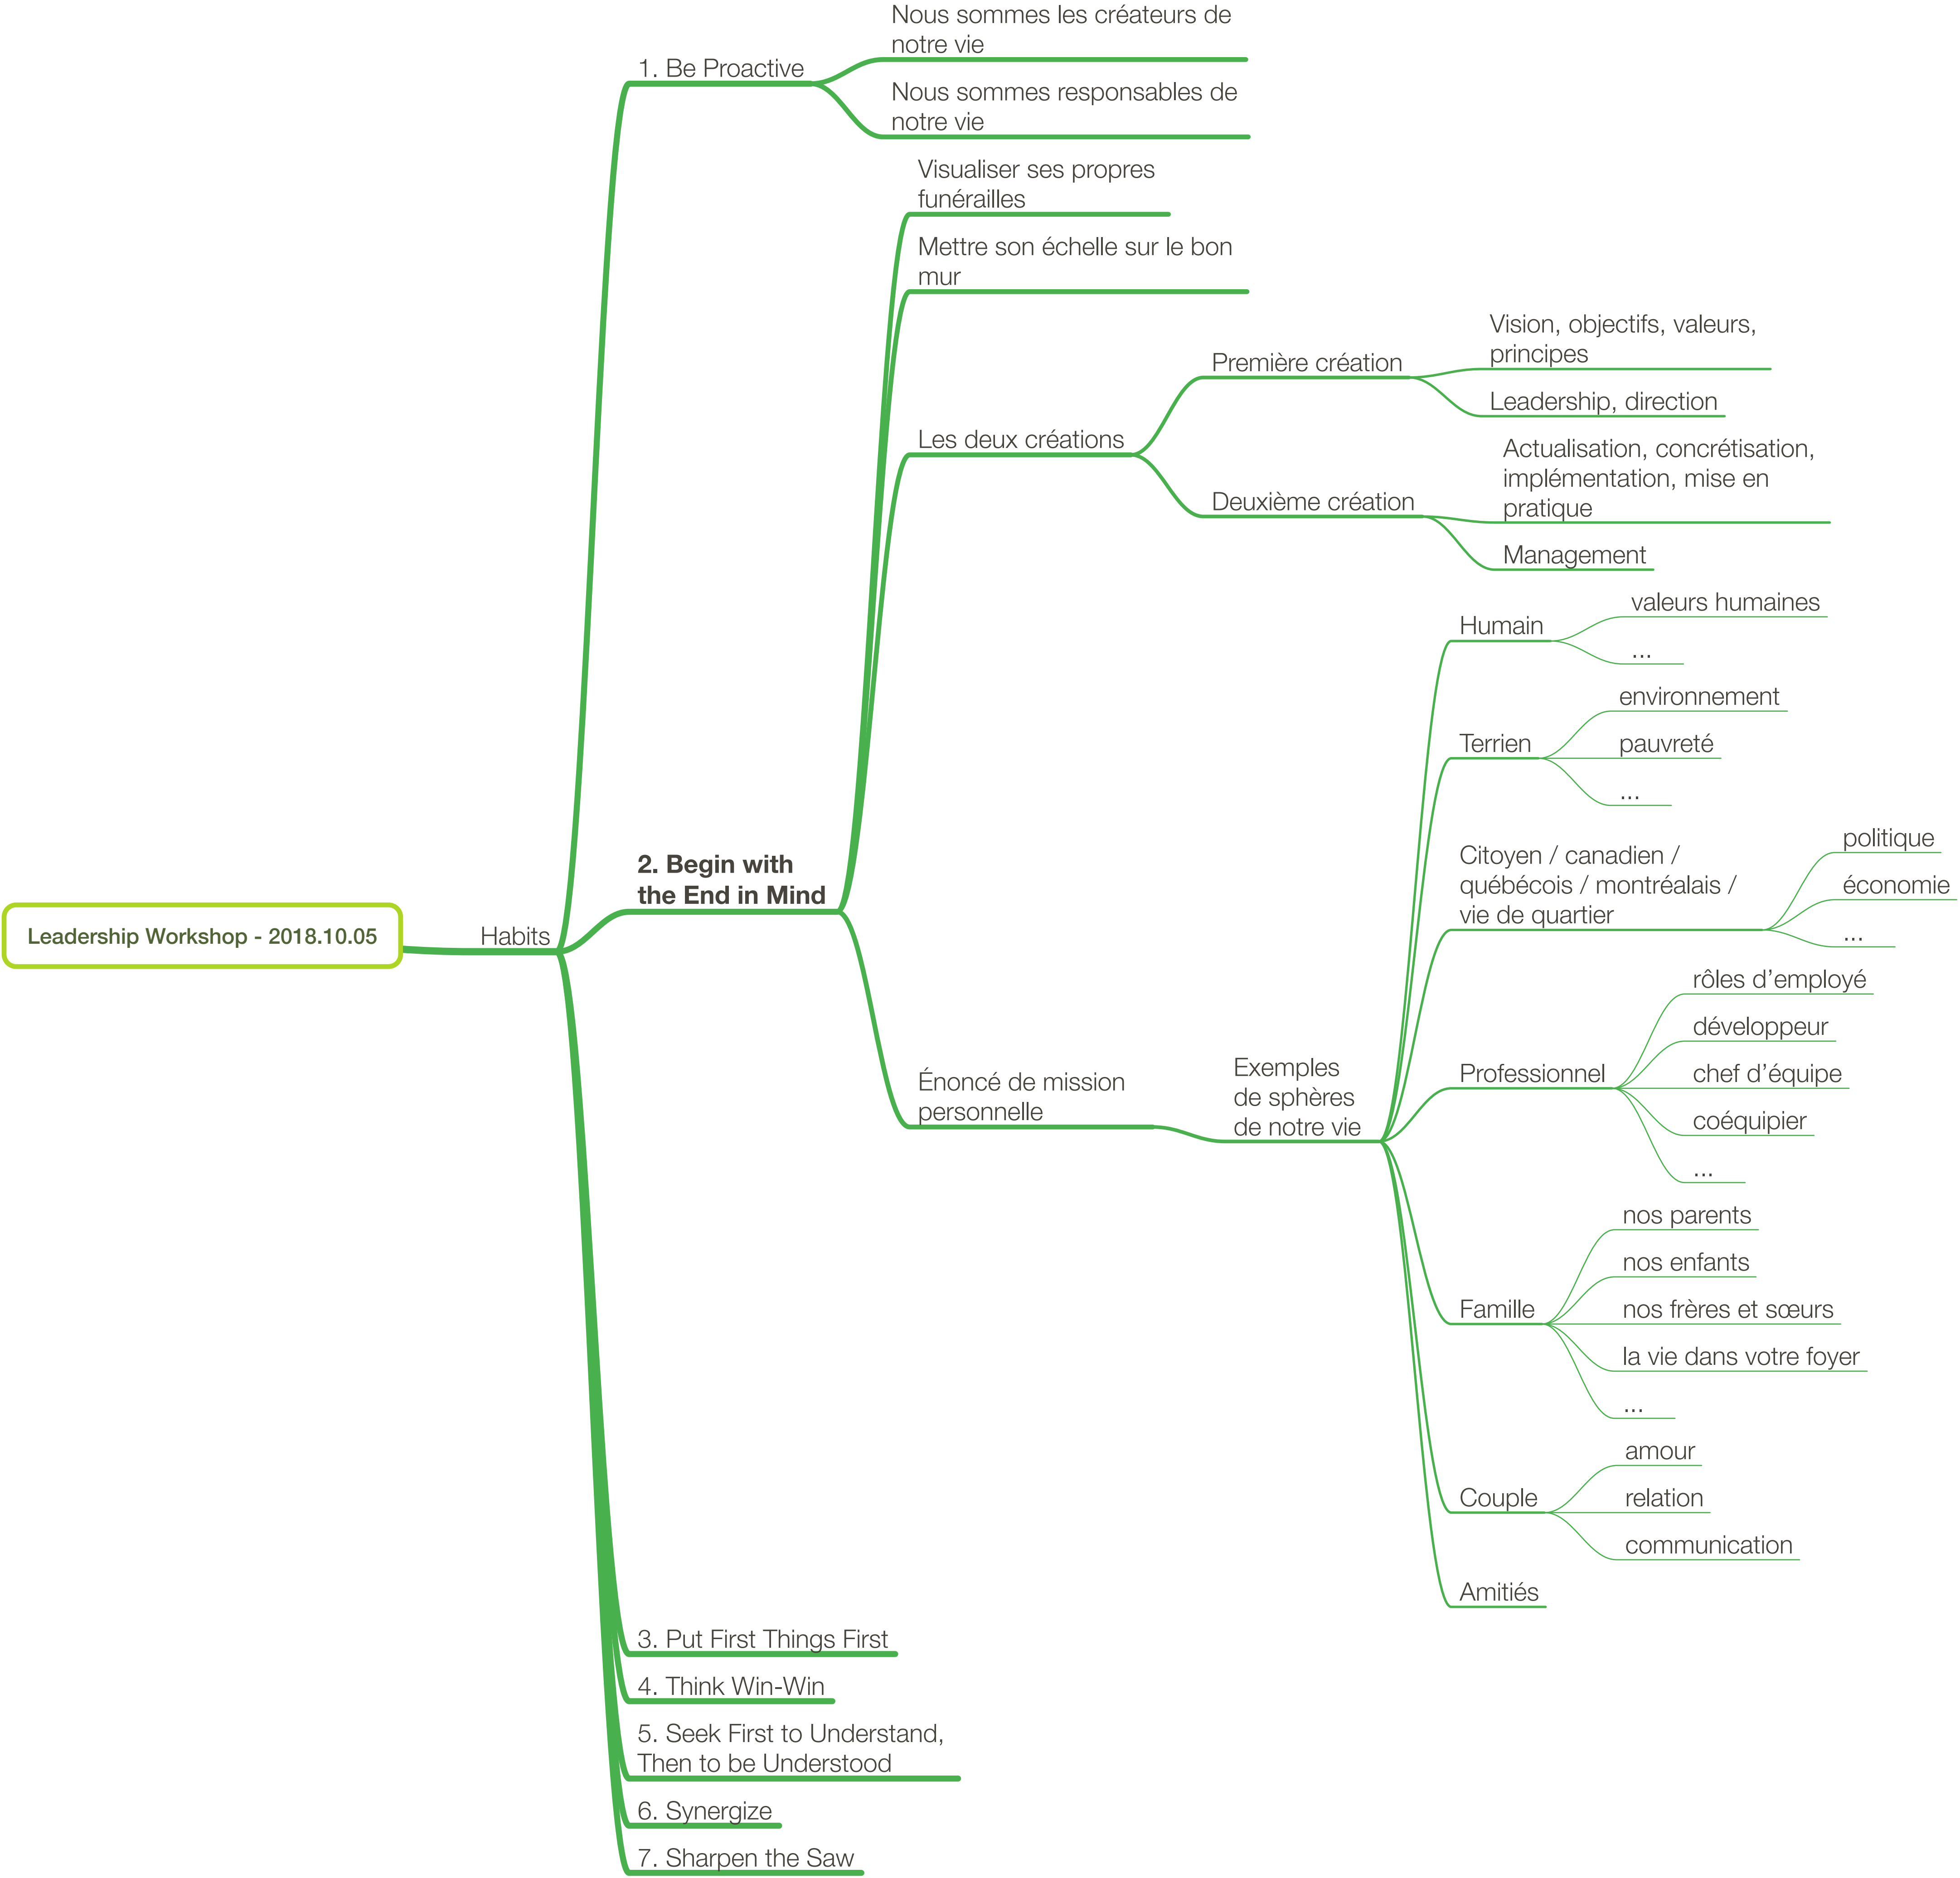 Leadership Workshop - 2018.10.05
Habits
1. Be Proactive
Nous sommes les créateurs de
notre vie
Nous sommes responsables de
notre vie
2. Begin with
the End in Mind
Visualiser ses propres
funérailles
Mettre son échelle sur le bon
mur
Les deux créations
Première création
Vision, objectifs, valeurs,
principes
Leadership, direction
Deuxième création
Actualisation, concrétisation,
implémentation, mise en
pratique
Management
Énoncé de mission
personnelle
Exemples
de sphères
de notre vie
Humain
valeurs humaines
...
Terrien
environnement
pauvreté
...
Citoyen / canadien /
québécois / montréalais /
vie de quartier
politique
économie
...
Professionnel
rôles d’employé
développeur
chef d’équipe
coéquipier
...
Famille
nos parents
nos enfants
nos frères et sœurs
la vie dans votre foyer
...
Couple
amour
relation
communication
Amitiés
3. Put First Things First
4. Think Win-Win
5. Seek First to Understand,
Then to be Understood
6. Synergize
7. Sharpen the Saw